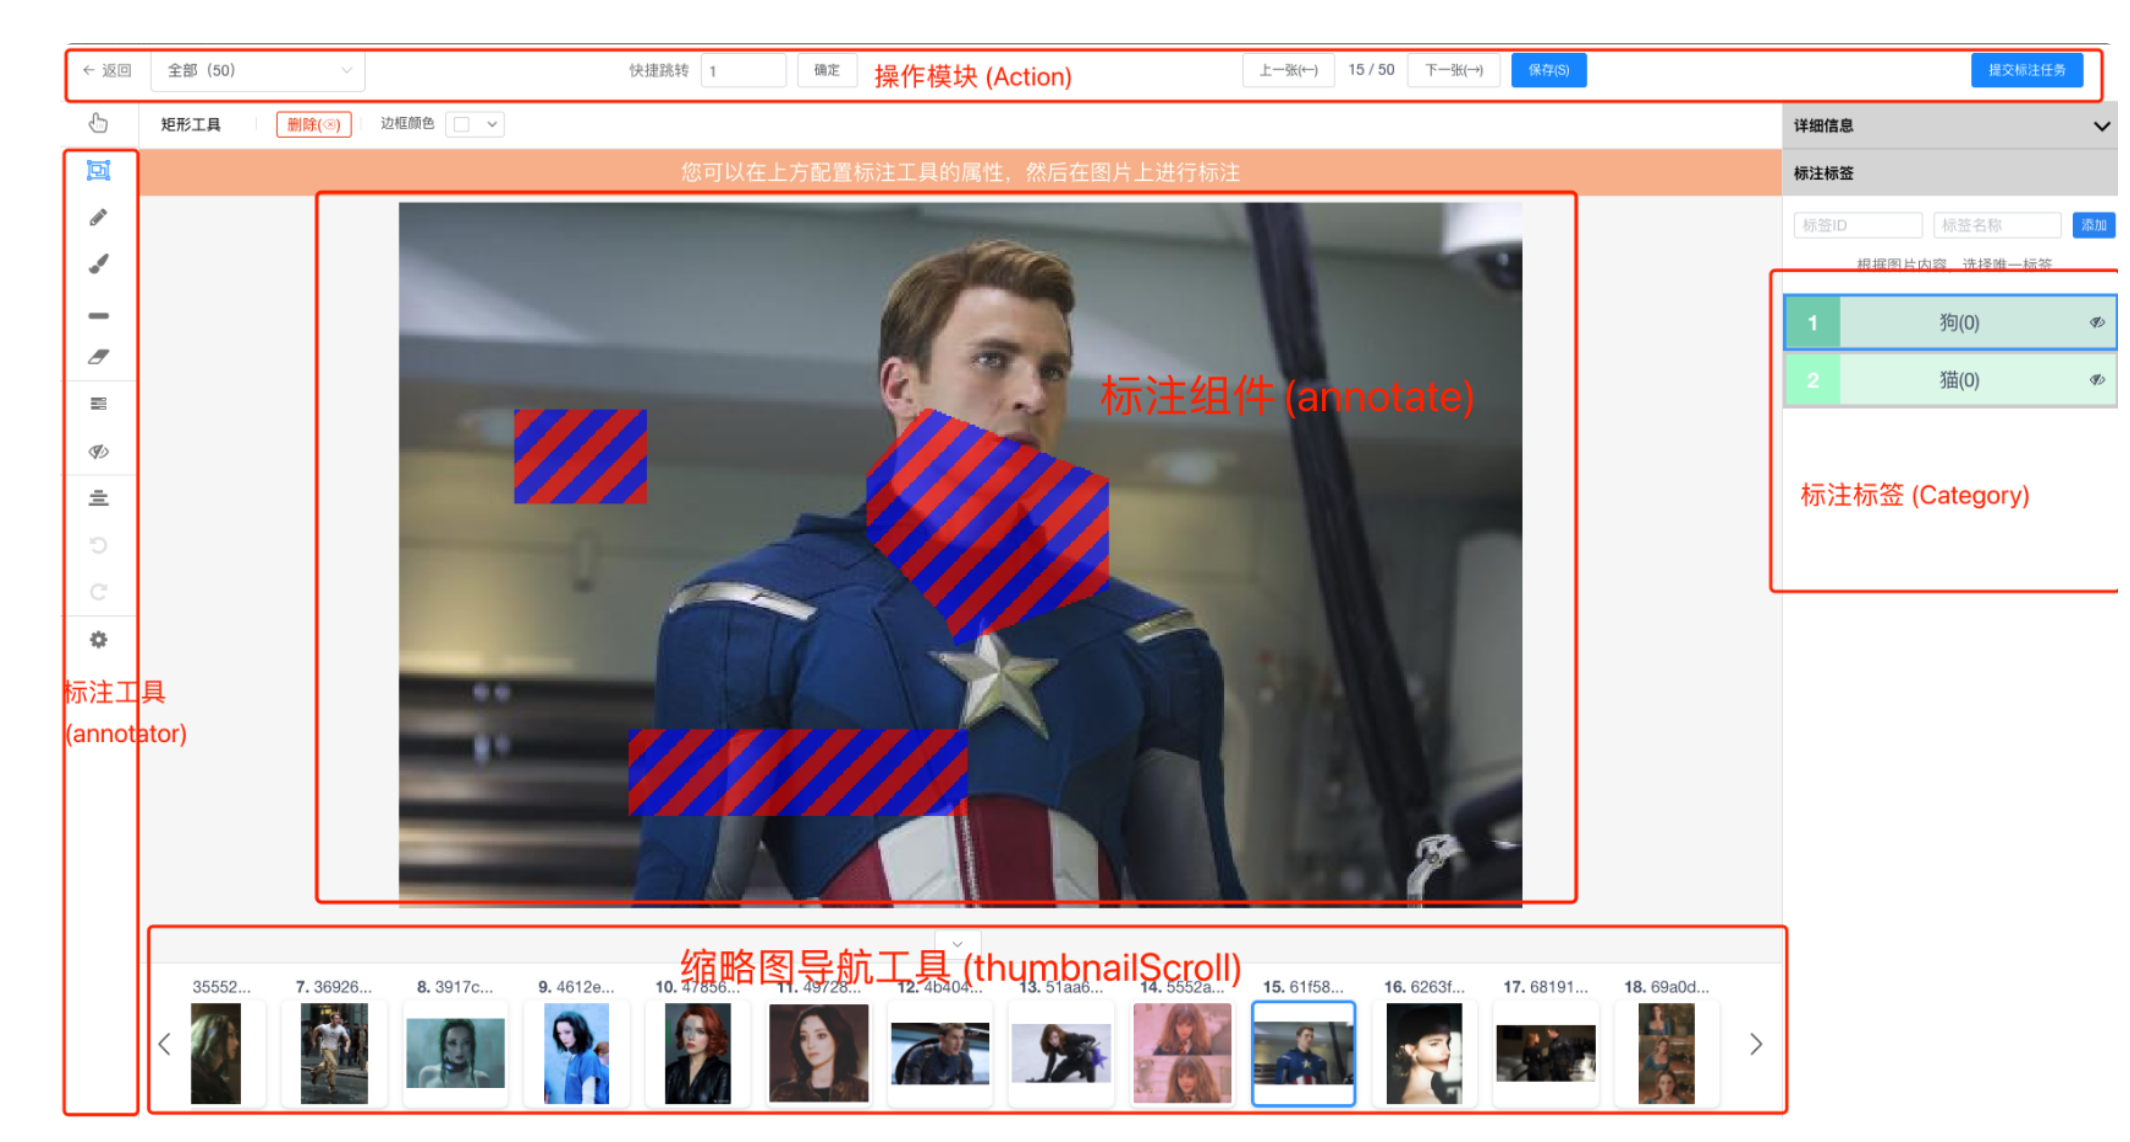 ← 返回
全部（50）
快捷跳转
1
确定
操作模块 (Action)
上一张(←)
15 / 50
下一张(→)
保存(S)
提交标注任务
矩形工具
删除(⌫)
边框颜色
详细信息
您可以在上方配置标注工具的属性，然后在图片上进行标注
标注标签
标签ID
标签名称
添加
根据图片内容，选择唯一标签
1
狗(0)
2
猫(0)
标注组件 (annotate)
标注标签 (Category)
标注工具
(annotator)
缩略图导航工具 (thumbnailScroll)
35552...
7. 36926...
8. 3917c...
9. 4612e...
10. 47856...
11. 49728...
12. 4b404...
13. 51aa6...
14. 5552a...
15. 61f58...
16. 6263f...
17. 68191...
18. 69a0d...